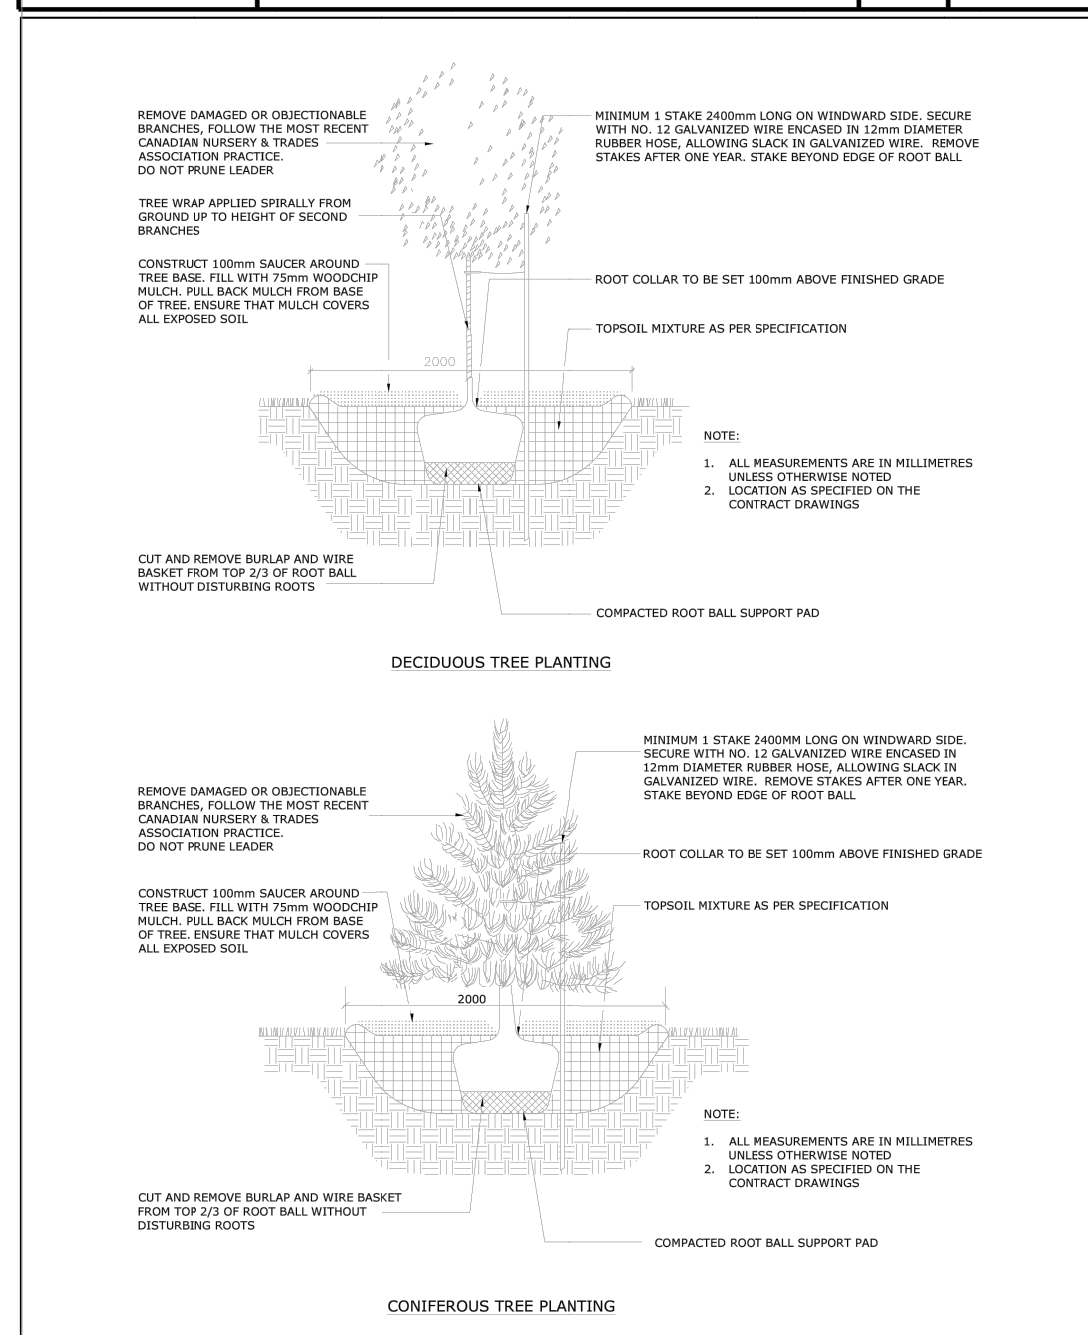 REMOVE DAMAGED OR OBJECTIONABLE
BRANCHES, FOLLOW THE MOST RECENT
CANADIAN NURSERY & TRADES
ASSOCIATION PRACTICE.
DO NOT PRUNE LEADER
MINIMUM 1 STAKE 2400mm LONG ON WINDWARD SIDE. SECURE
WITH NO. 12 GALVANIZED WIRE ENCASED IN 12mm DIAMETER
RUBBER HOSE, ALLOWING SLACK IN GALVANIZED WIRE. REMOVE
STAKES AFTER ONE YEAR. STAKE BEYOND EDGE OF ROOT BALL
TREE WRAP APPLIED SPIRALLY FROM
GROUND UP TO HEIGHT OF SECOND
BRANCHES
CONSTRUCT 100mm SAUCER AROUND
TREE BASE. FILL WITH 75mm WOODCHIP
MULCH. PULL BACK MULCH FROM BASE
OF TREE. ENSURE THAT MULCH COVERS
ALL EXPOSED SOIL
ROOT COLLAR TO BE SET 100mm ABOVE FINISHED GRADE
TOPSOIL MIXTURE AS PER SPECIFICATION
2000
NOTE:
1. ALL MEASUREMENTS ARE IN MILLIMETRES
UNLESS OTHERWISE NOTED
2. LOCATION AS SPECIFIED ON THE
CONTRACT DRAWINGS
CUT AND REMOVE BURLAP AND WIRE
BASKET FROM TOP 2/3 OF ROOT BALL
WITHOUT DISTURBING ROOTS
COMPACTED ROOT BALL SUPPORT PAD
DECIDUOUS TREE PLANTING
MINIMUM 1 STAKE 2400MM LONG ON WINDWARD SIDE.
SECURE WITH NO. 12 GALVANIZED WIRE ENCASED IN
12mm DIAMETER RUBBER HOSE, ALLOWING SLACK IN
GALVANIZED WIRE. REMOVE STAKES AFTER ONE YEAR.
STAKE BEYOND EDGE OF ROOT BALL
REMOVE DAMAGED OR OBJECTIONABLE
BRANCHES, FOLLOW THE MOST RECENT
CANADIAN NURSERY & TRADES
ASSOCIATION PRACTICE.
DO NOT PRUNE LEADER
ROOT COLLAR TO BE SET 100mm ABOVE FINISHED GRADE
CONSTRUCT 100mm SAUCER AROUND
TREE BASE. FILL WITH 75mm WOODCHIP
MULCH. PULL BACK MULCH FROM BASE
OF TREE. ENSURE THAT MULCH COVERS
ALL EXPOSED SOIL
TOPSOIL MIXTURE AS PER SPECIFICATION
2000
NOTE:
1. ALL MEASUREMENTS ARE IN MILLIMETRES
UNLESS OTHERWISE NOTED
2. LOCATION AS SPECIFIED ON THE
CONTRACT DRAWINGS
CUT AND REMOVE BURLAP AND WIRE BASKET
FROM TOP 2/3 OF ROOT BALL WITHOUT
DISTURBING ROOTS
COMPACTED ROOT BALL SUPPORT PAD
CONIFEROUS TREE PLANTING